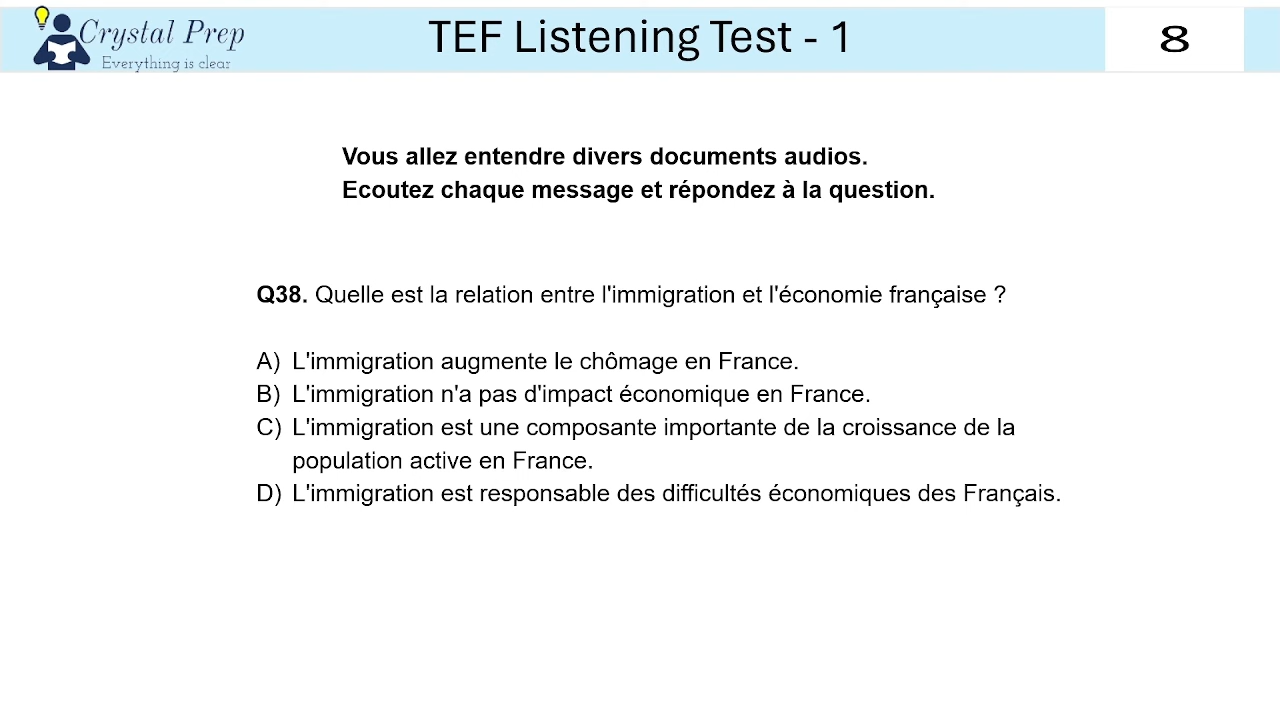 Crystal Prep
Everything is clear
TEF Listening Test - 1
8
Vous allez entendre divers documents audios.
Ecoutez chaque message et répondez à la question.
Q38. Quelle est la relation entre l'immigration et l'économie française ?
A) L'immigration augmente le chômage en France.
B) L'immigration n'a pas d'impact économique en France.
C) L'immigration est une composante importante de la croissance de la
population active en France.
D) L'immigration est responsable des difficultés économiques des Français.